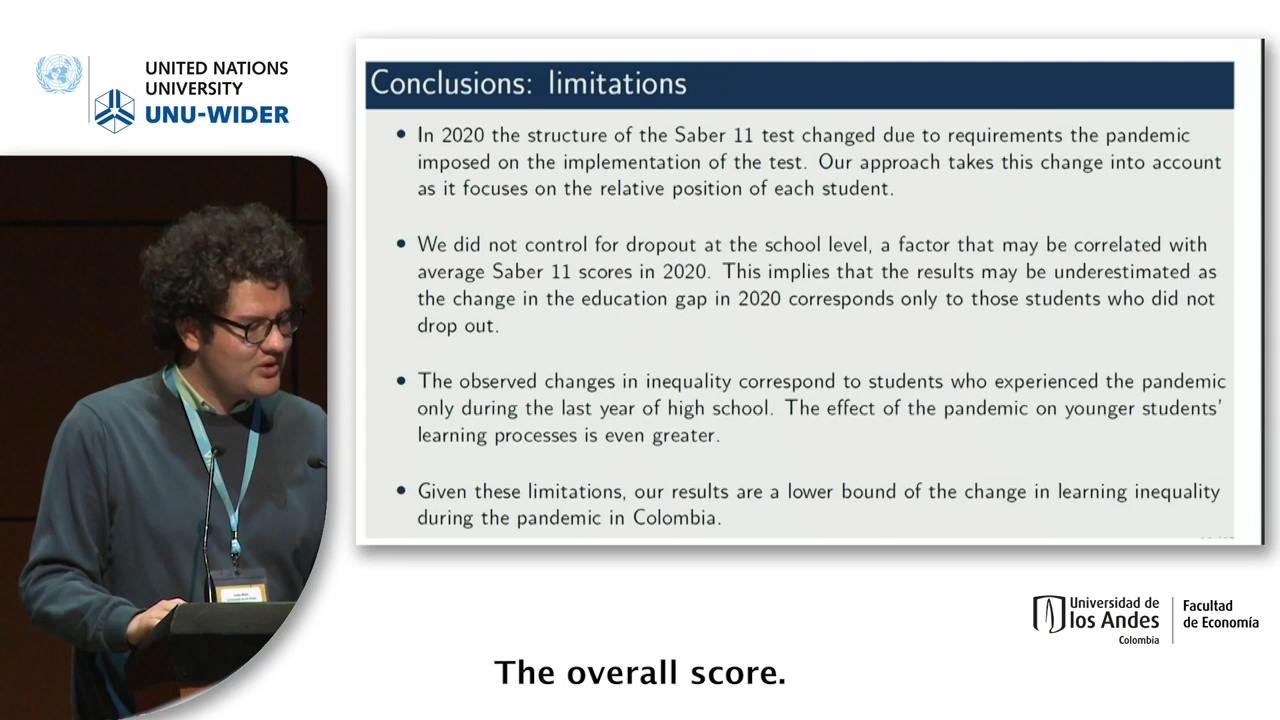 UNITED NATIONS
UNIVERSITY
UNU-WIDER
Conclusions: limitations
• In 2020 the structure of the Saber 11 test changed due to requirements the pandemic
imposed on the implementation of the test. Our approach takes this change into account
as it focuses on the relative position of each student.
• We did not control for dropout at the school level, a factor that may be correlated with
average Saber 11 scores in 2020. This implies that the results may be underestimated as
the change in the education gap in 2020 corresponds only to those students who did not
drop out.
• The observed changes in inequality correspond to students who experienced the pandemic
only during the last year of high school. The effect of the pandemic on younger students'
learning processes is even greater.
• Given these limitations, our results are a lower bound of the change in learning inequality
during the pandemic in Colombia.
Universidad de
los Andes
Colombia
Facultad
de Economía
The overall score.